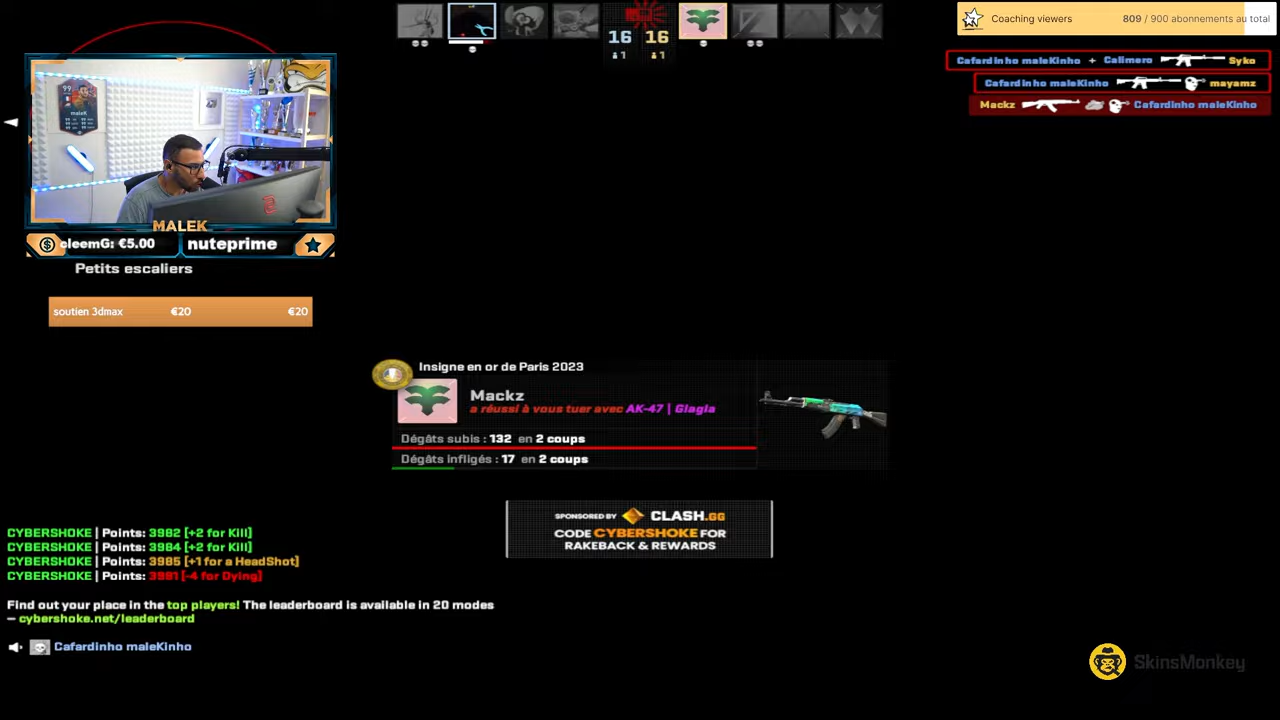 16 16
1 1
Coaching viewers 809 / 900 abonnements au total
Cafardinho maleKinho + Calimero Syko
Cafardinho maleKinho mayamz
Mackz Cafardinho maleKinho
99
maleK
MALEK
cleemG: €5.00 nuteprime
Petits escaliers
soutien 3dmax €20 €20
Insigne en or de Paris 2023
Mackz
a réussi à vous tuer avec AK-47 | Glagla
Dégâts subis : 132 en 2 coups
Dégâts infligés : 17 en 2 coups
SPONSORED BY CLASH.GG
CODE CYBERSHOKE FOR
RAKEBACK & REWARDS
CYBERSHOKE | Points: 3982 [+2 for Kill]
CYBERSHOKE | Points: 3984 [+2 for Kill]
CYBERSHOKE | Points: 3985 [+1 for a HeadShot]
CYBERSHOKE | Points: 3981 [-4 for Dying]
Find out your place in the top players! The leaderboard is available in 20 modes
– cybershoke.net/leaderboard
Cafardinho maleKinho
SkinsMonkey